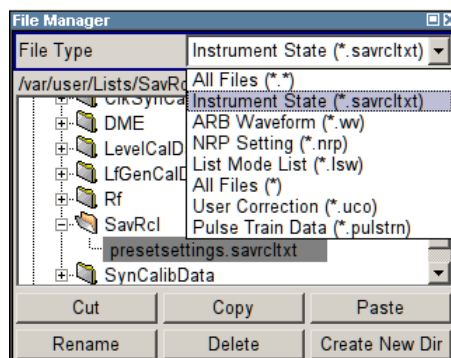 File Manager
File Type
Instrument State (*.savrcltxt)
/var/user/Lists/SavRc
All Files (*.*)
Instrument State (*.savrcltxt)
ARB Waveform (*.wv)
NRP Setting (*.nrp)
List Mode List (*.lsw)
All Files (*)
User Correction (*.uco)
Pulse Train Data (*.pulstrn)
ClkSynCa
DME
LevelCalD
LfGenCalD
Rf
SavRcl
presetsettings.savrcltxt
SynCalibData
Cut Copy Paste
Rename Delete Create New Dir